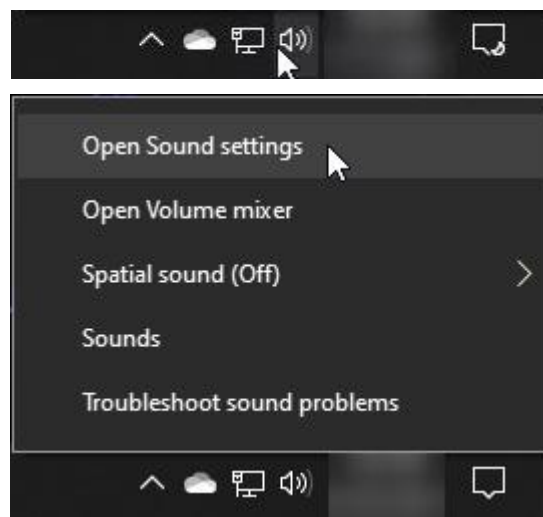 Open Sound settings
Open Volume mixer
Spatial sound (Off)
Sounds
Troubleshoot sound problems